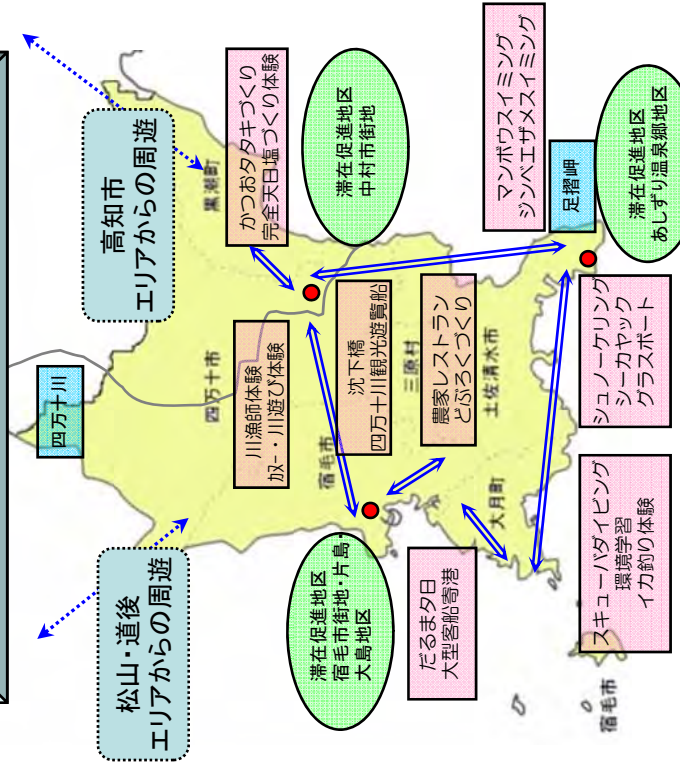 高知市
エリアからの周遊
松山・道後
エリアからの周遊
四万十川
黒潮町
かつおタタキづくり
完全天日塩づくり体験
滞在促進地区
中村市街地
四万十市
川漁師体験
カヌー・川遊び体験
宿毛市
沈下橋
四万十川観光遊覧船
三原村
農家レストラン
どぶろくづくり
土佐清水市
大月町
滞在促進地区
宿毛市街地・片島・
大島地区
だるま夕日
大型客船寄港
マンボウスイミング
ジンベエザメスイミング
足摺岬
滞在促進地区
あしずり温泉郷地区
シュノーケリング
シーカヤック
グラスボート
スキューバダイビング
環境学習
イカ釣り体験
宿毛市